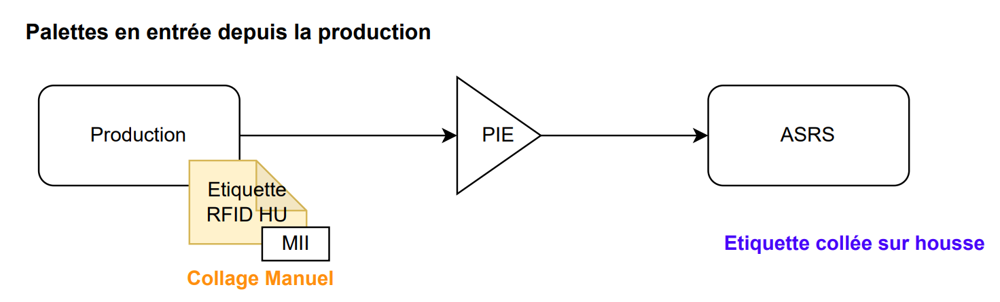 Palettes en entrée depuis la production
Production
PIE
ASRS
Etiquette
RFID HU
MII
Etiquette collée sur housse
Collage Manuel